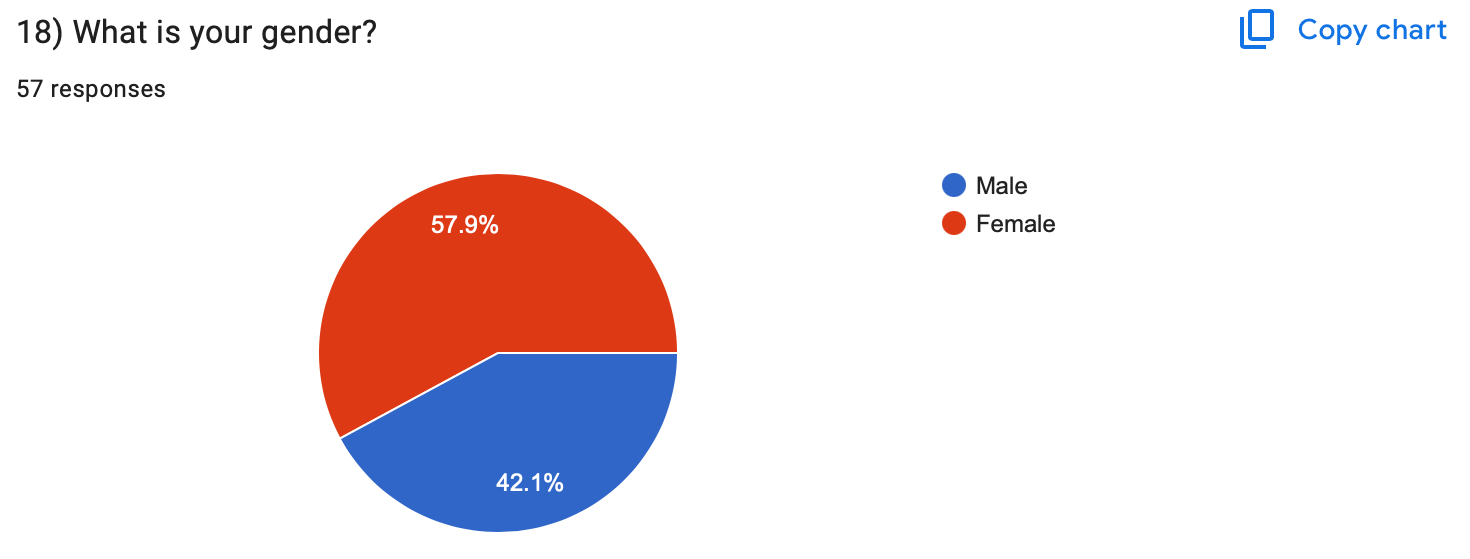 18) What is your gender?
Copy chart
57 responses
57.9%
42.1%
Male
Female